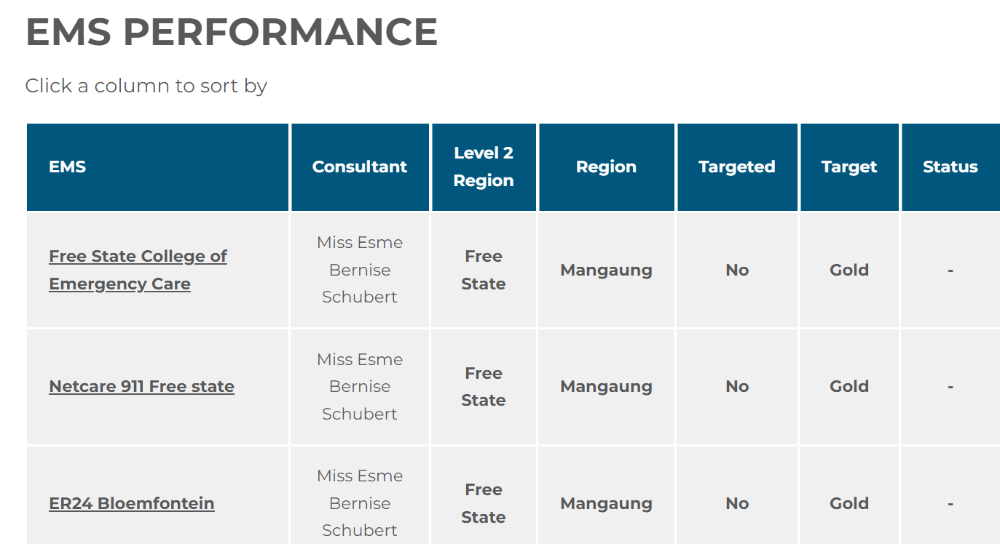 EMS PERFORMANCE
Click a column to sort by
EMS
Consultant
Level 2
Region
Region
Targeted
Target
Status
Free State College of
Emergency Care
Miss Esme
Bernise
Schubert
Free
State
Mangaung
No
Gold
-
Netcare 911 Free state
Miss Esme
Bernise
Schubert
Free
State
Mangaung
No
Gold
-
ER24 Bloemfontein
Miss Esme
Bernise
Schubert
Free
State
Mangaung
No
Gold
-